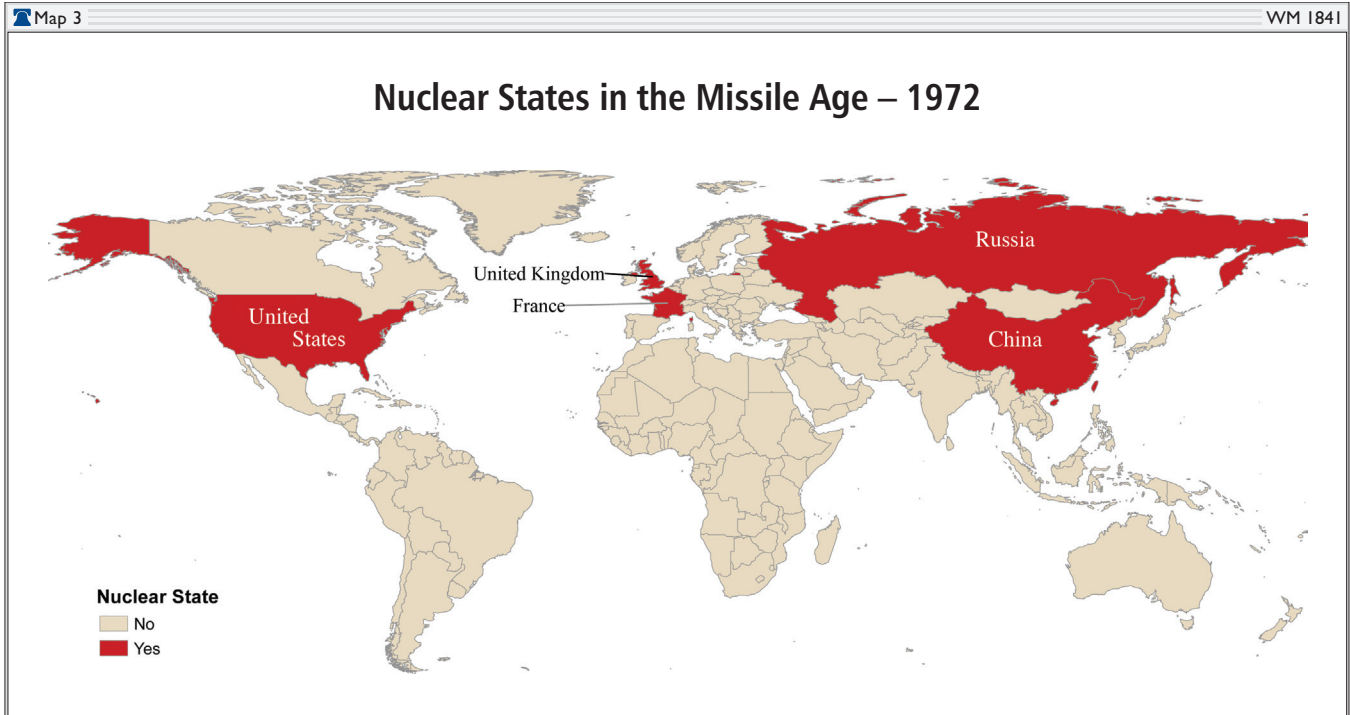 Map 3
WM 1841
Nuclear States in the Missile Age – 1972
Russia
United Kingdom
France
United
States
China
Nuclear State
No
Yes